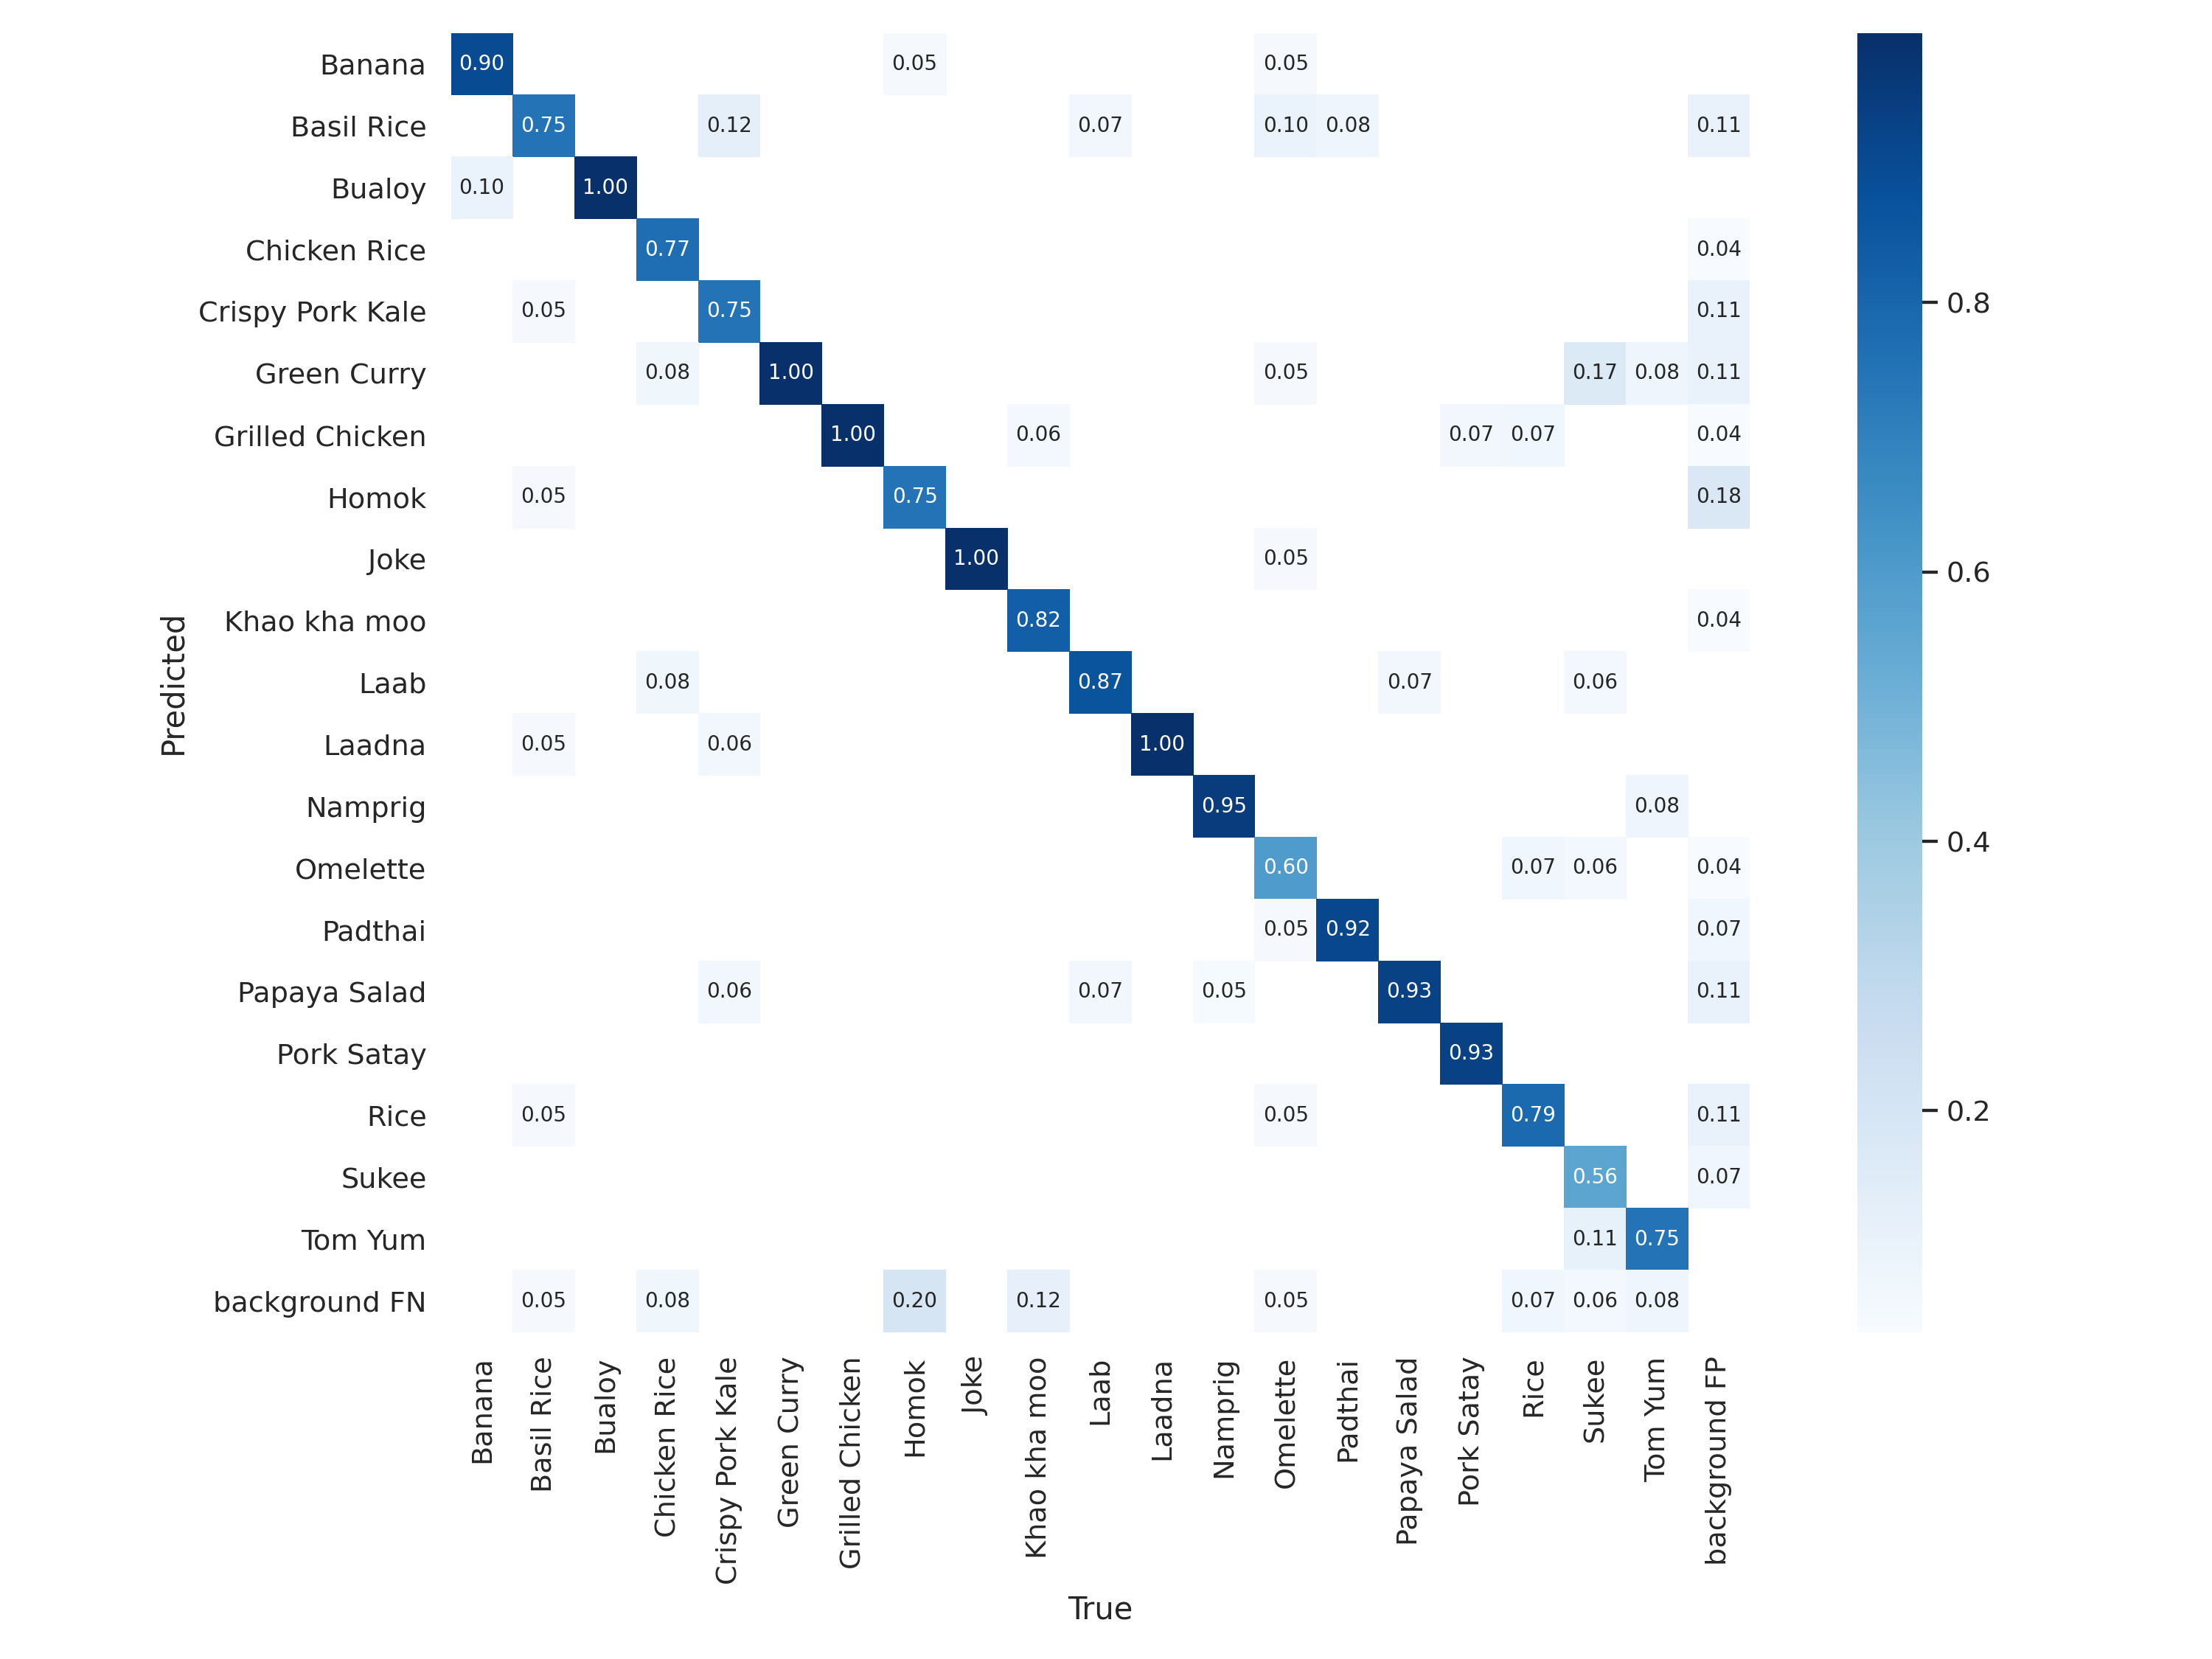 Banana 0.90 0.05 0.05
Basil Rice 0.75 0.12 0.07 0.10 0.08 0.11
Bualoy 0.10 1.00
Chicken Rice 0.77 0.04
Crispy Pork Kale 0.05 0.75 0.11
Green Curry 0.08 1.00 0.05 0.17 0.08 0.11
Grilled Chicken 1.00 0.06 0.07 0.07 0.04
Homok 0.05 0.75 0.18
Joke 1.00 0.05
Khao kha moo 0.82 0.04
Laab 0.08 0.87 0.07 0.06
Laadna 0.05 0.06 1.00
Namprig 0.95 0.08
Omelette 0.60 0.07 0.06 0.04
Padthai 0.05 0.92 0.07
Papaya Salad 0.06 0.07 0.05 0.93 0.11
Pork Satay 0.93
Rice 0.05 0.05 0.79 0.11
Sukee 0.56 0.07
Tom Yum 0.11 0.75
background FN 0.05 0.08 0.20 0.12 0.05 0.07 0.06 0.08
Predicted
Banana
Basil Rice
Bualoy
Chicken Rice
Crispy Pork Kale
Green Curry
Grilled Chicken
Homok
Joke
Khao kha moo
Laab
Laadna
Namprig
Omelette
Padthai
Papaya Salad
Pork Satay
Rice
Sukee
Tom Yum
background FP
True
0.8
0.6
0.4
0.2